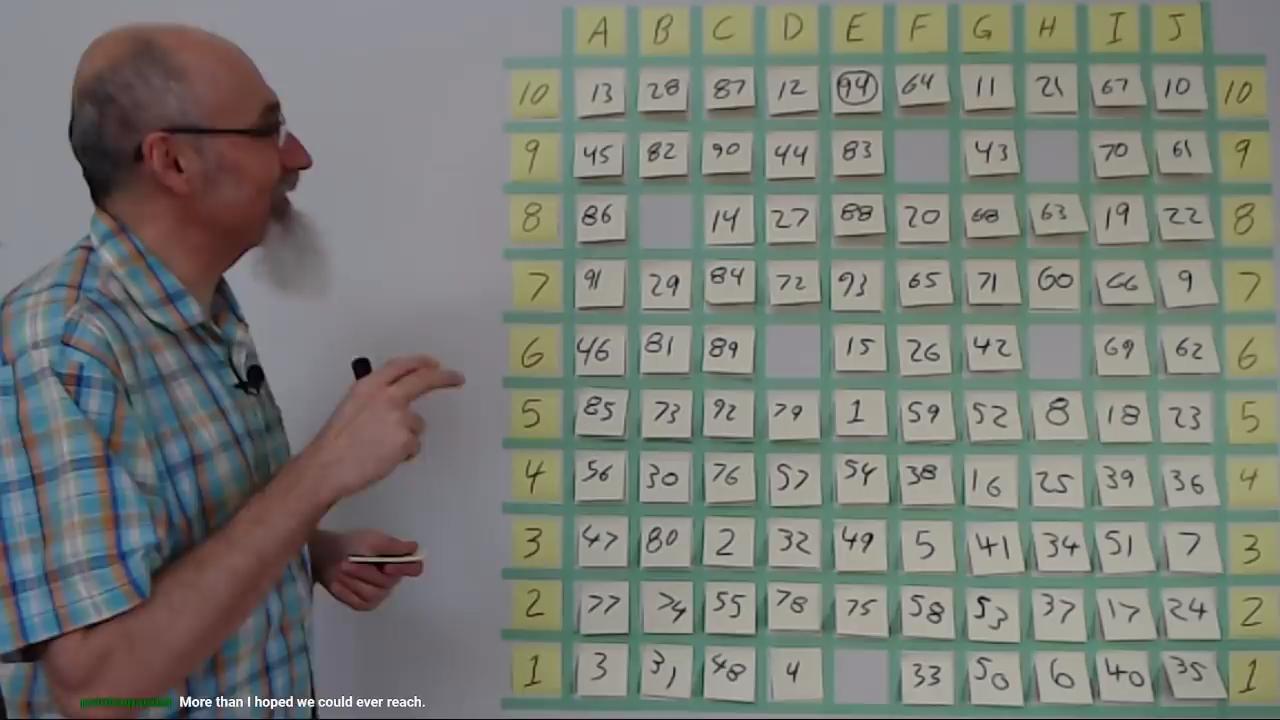 A B C D E F G H I J
10 13 28 87 12 94 64 11 21 67 10 10
9 45 82 90 44 83 43 70 61 9
8 86 14 27 88 20 68 63 19 22 8
7 91 29 84 72 93 65 71 60 66 9 7
6 46 81 89 15 26 42 69 62 6
5 85 73 92 79 1 59 52 8 18 23 5
4 56 30 76 57 54 38 16 25 39 36 4
3 47 80 2 32 49 5 41 34 51 7 3
2 77 74 55 78 75 58 53 37 17 24 2
1 3 31 48 4 33 50 6 40 35 1
More than I hoped we could ever reach.